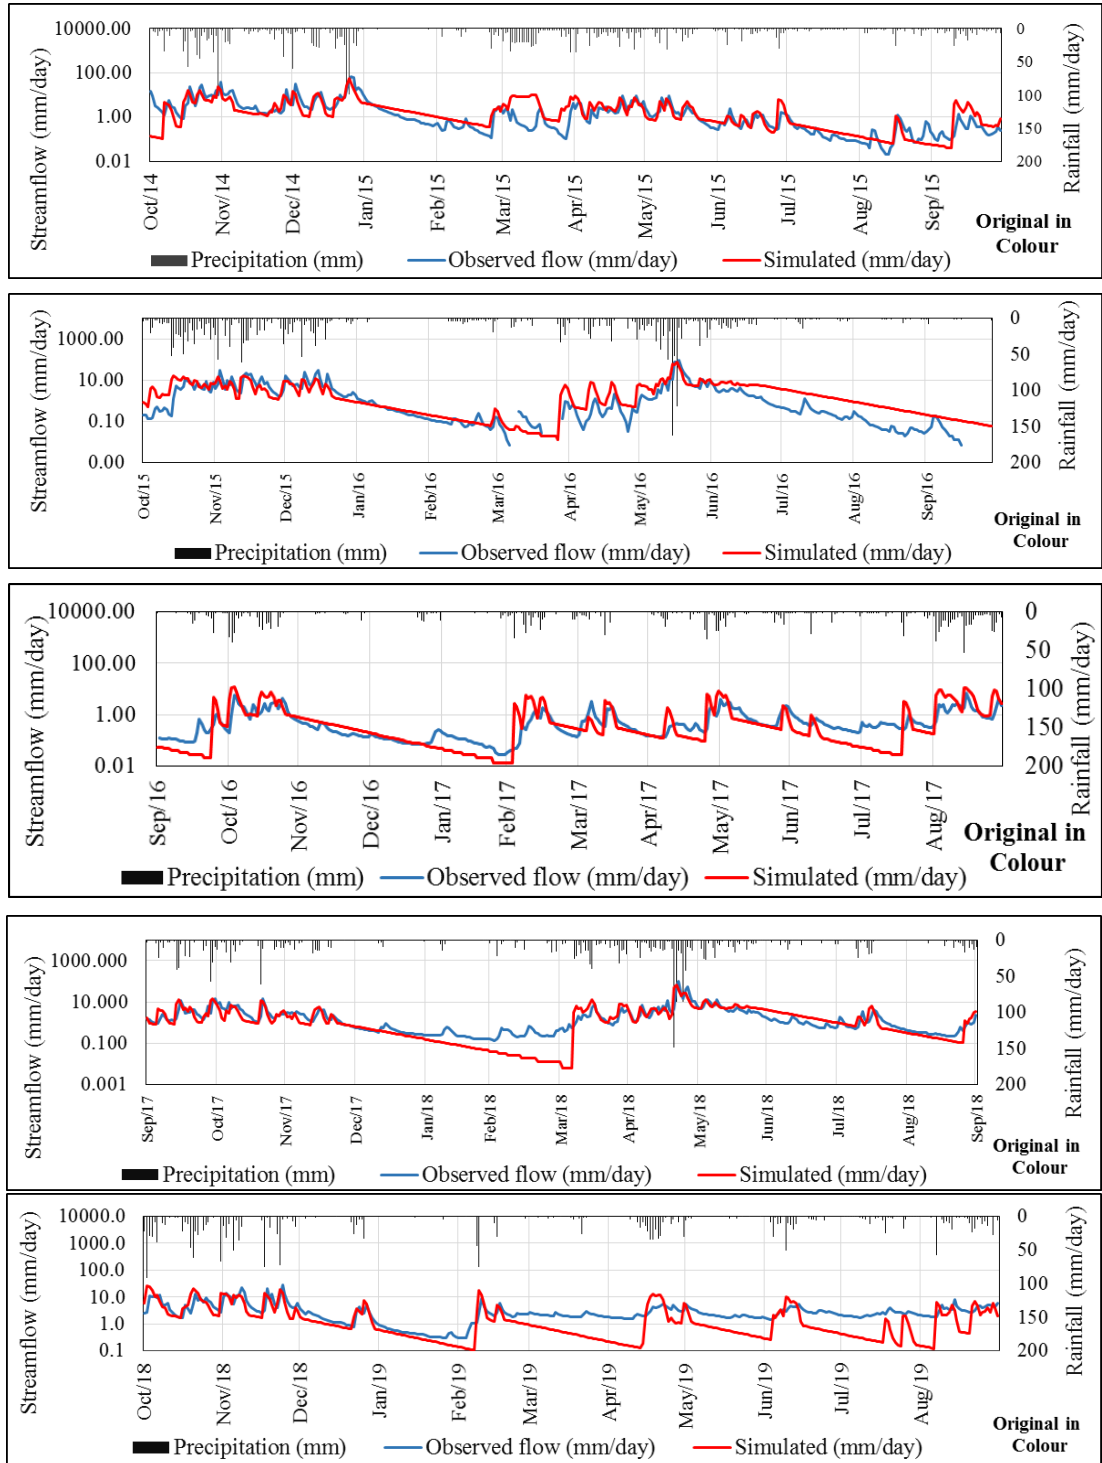 10000.00
100.00
1.00
0.01
Streamflow (mm/day)
0
50
100
150
200
Rainfall (mm/day)
Oct/14
Nov/14
Dec/14
Jan/15
Feb/15
Mar/15
Apr/15
May/15
Jun/15
Jul/15
Aug/15
Sep/15
Original in
Colour
Precipitation (mm) Observed flow (mm/day) Simulated (mm/day)
1000.00
10.00
0.10
0.00
Streamflow (mm/day)
0
50
100
150
200
Rainfall (mm/day)
Oct/15
Nov/15
Dec/15
Jan/16
Feb/16
Mar/16
Apr/16
May/16
Jun/16
Jul/16
Aug/16
Sep/16
Original in
Colour
Precipitation (mm) Observed flow (mm/day) Simulated (mm/day)
10000.00
100.00
1.00
0.01
Streamflow (mm/day)
0
50
100
150
200
Rainfall (mm/day)
Sep/16
Oct/16
Nov/16
Dec/16
Jan/17
Feb/17
Mar/17
Apr/17
May/17
Jun/17
Jul/17
Aug/17
Original in
Colour
Precipitation (mm) Observed flow (mm/day) Simulated (mm/day)
1000.000
10.000
0.100
0.001
Streamflow (mm/day)
0
50
100
150
200
Rainfall (mm/day)
Sep/17
Oct/17
Nov/17
Dec/17
Jan/18
Feb/18
Mar/18
Apr/18
May/18
Jun/18
Jul/18
Aug/18
Sep/18
Original in
Colour
Precipitation (mm) Observed flow (mm/day) Simulated (mm/day)
10000.0
1000.0
100.0
10.0
1.0
0.1
Streamflow (mm/day)
0
50
100
150
200
Rainfall (mm/day)
Oct/18
Nov/18
Dec/18
Jan/19
Feb/19
Mar/19
Apr/19
May/19
Jun/19
Jul/19
Aug/19
Original in
Colour
Precipitation (mm) Observed flow (mm/day) Simulated (mm/day)